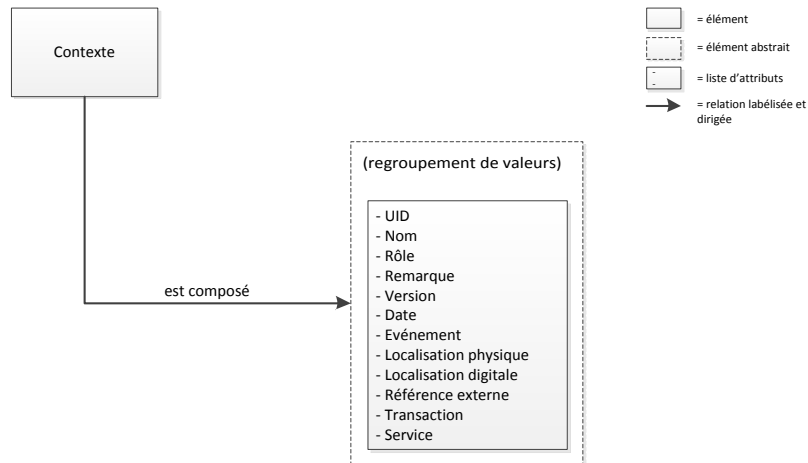 Contexte
= élément
= élément abstrait
-
-
= liste d'attributs
= relation labélisée et
dirigée
(regroupement de valeurs)
- UID
- Nom
- Rôle
- Remarque
- Version
- Date
- Evénement
- Localisation physique
- Localisation digitale
- Référence externe
- Transaction
- Service
est composé